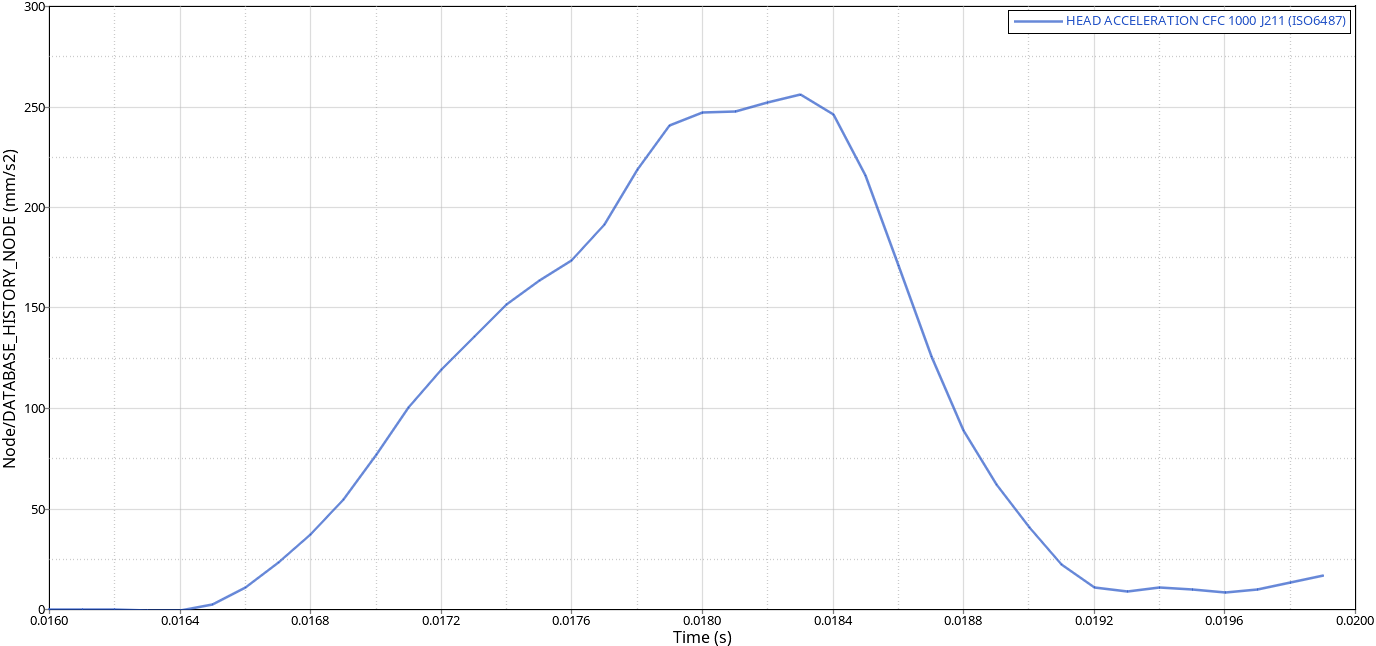 HEAD ACCELERATION CFC 1000 J211 (ISO6487)
300
250
200
150
100
50
0
Node/DATABASE_HISTORY_NODE (mm/s2)
0.0160 0.0164 0.0168 0.0172 0.0176 0.0180 0.0184 0.0188 0.0192 0.0196 0.0200
Time (s)